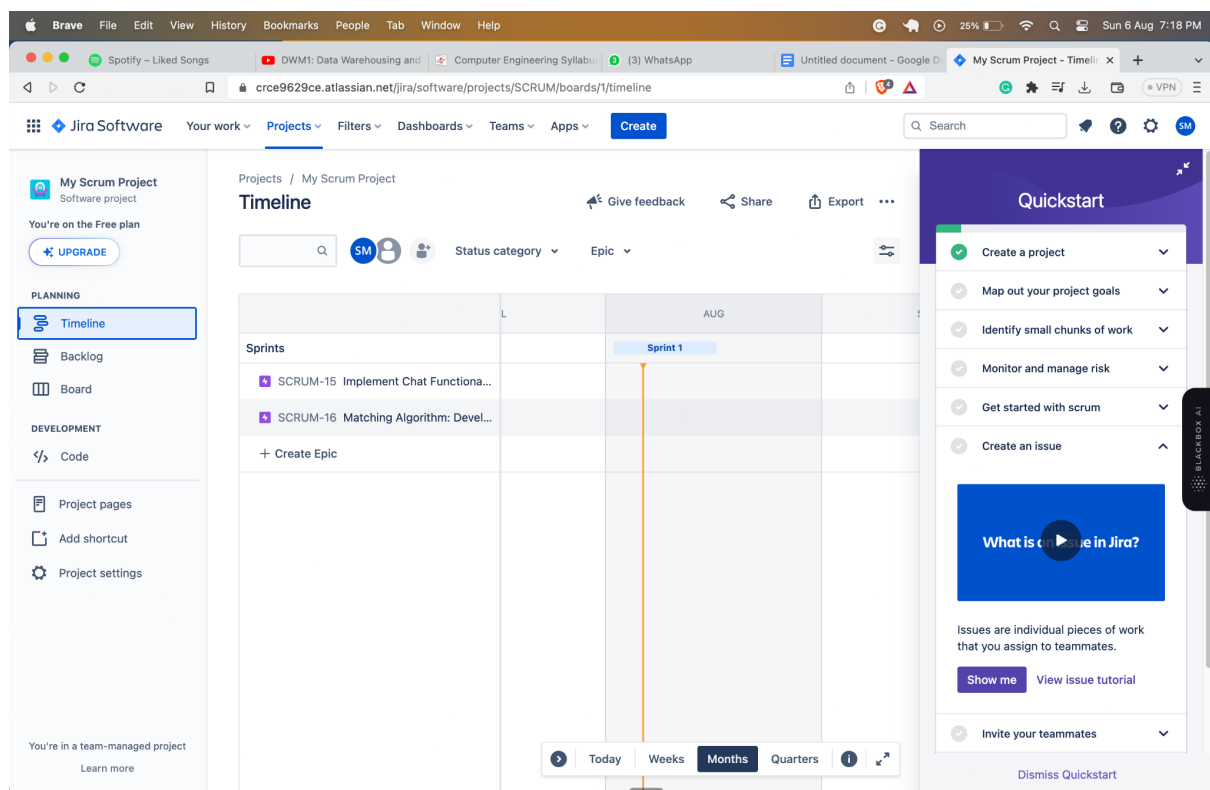 Brave File Edit View History Bookmarks People Tab Window Help 25% Sun 6 Aug 7:18 PM
Spotify – Liked Songs DWM1: Data Warehousing and Computer Engineering Syllabu (3) WhatsApp Untitled document - Google D My Scrum Project - Timelin
crce9629ce.atlassian.net/jira/software/projects/SCRUM/boards/1/timeline VPN
Jira Software Your work Projects Filters Dashboards Teams Apps Create Search SM
My Scrum Project
Software project
You're on the Free plan
UPGRADE
PLANNING
Timeline
Backlog
Board
DEVELOPMENT
Code
Project pages
Add shortcut
Project settings
You're in a team-managed project
Learn more
Projects / My Scrum Project
Timeline
Give feedback Share Export
SM Status category Epic
L AUG S
Sprints Sprint 1
SCRUM-15 Implement Chat Functiona...
SCRUM-16 Matching Algorithm: Devel...
+ Create Epic
Today Weeks Months Quarters
Quickstart
Create a project
Map out your project goals
Identify small chunks of work
Monitor and manage risk
Get started with scrum
Create an issue
What is an issue in Jira?
Issues are individual pieces of work
that you assign to teammates.
Show me View issue tutorial
Invite your teammates
Dismiss Quickstart
BLACKBOX AI